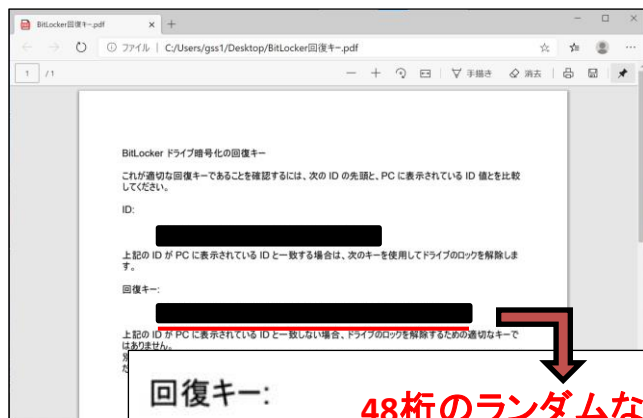 BitLocker回復キー.pdf
ファイル | C:/Users/gss1/Desktop/BitLocker回復キー.pdf
1 /1
手描き 消去
BitLocker ドライブ暗号化の回復キー
これが適切な回復キーであることを確認するには、次の ID の先頭と、PC に表示されている ID 値とを比較
してください。
ID:
上記の ID が PC に表示されている ID と一致する場合は、次のキーを使用してドライブのロックを解除しま
す。
回復キー:
上記の ID が PC に表示されている ID と一致しない場合、ドライブのロックを解除するための適切なキーで
はありません。
回復キー:
48桁のランダムな